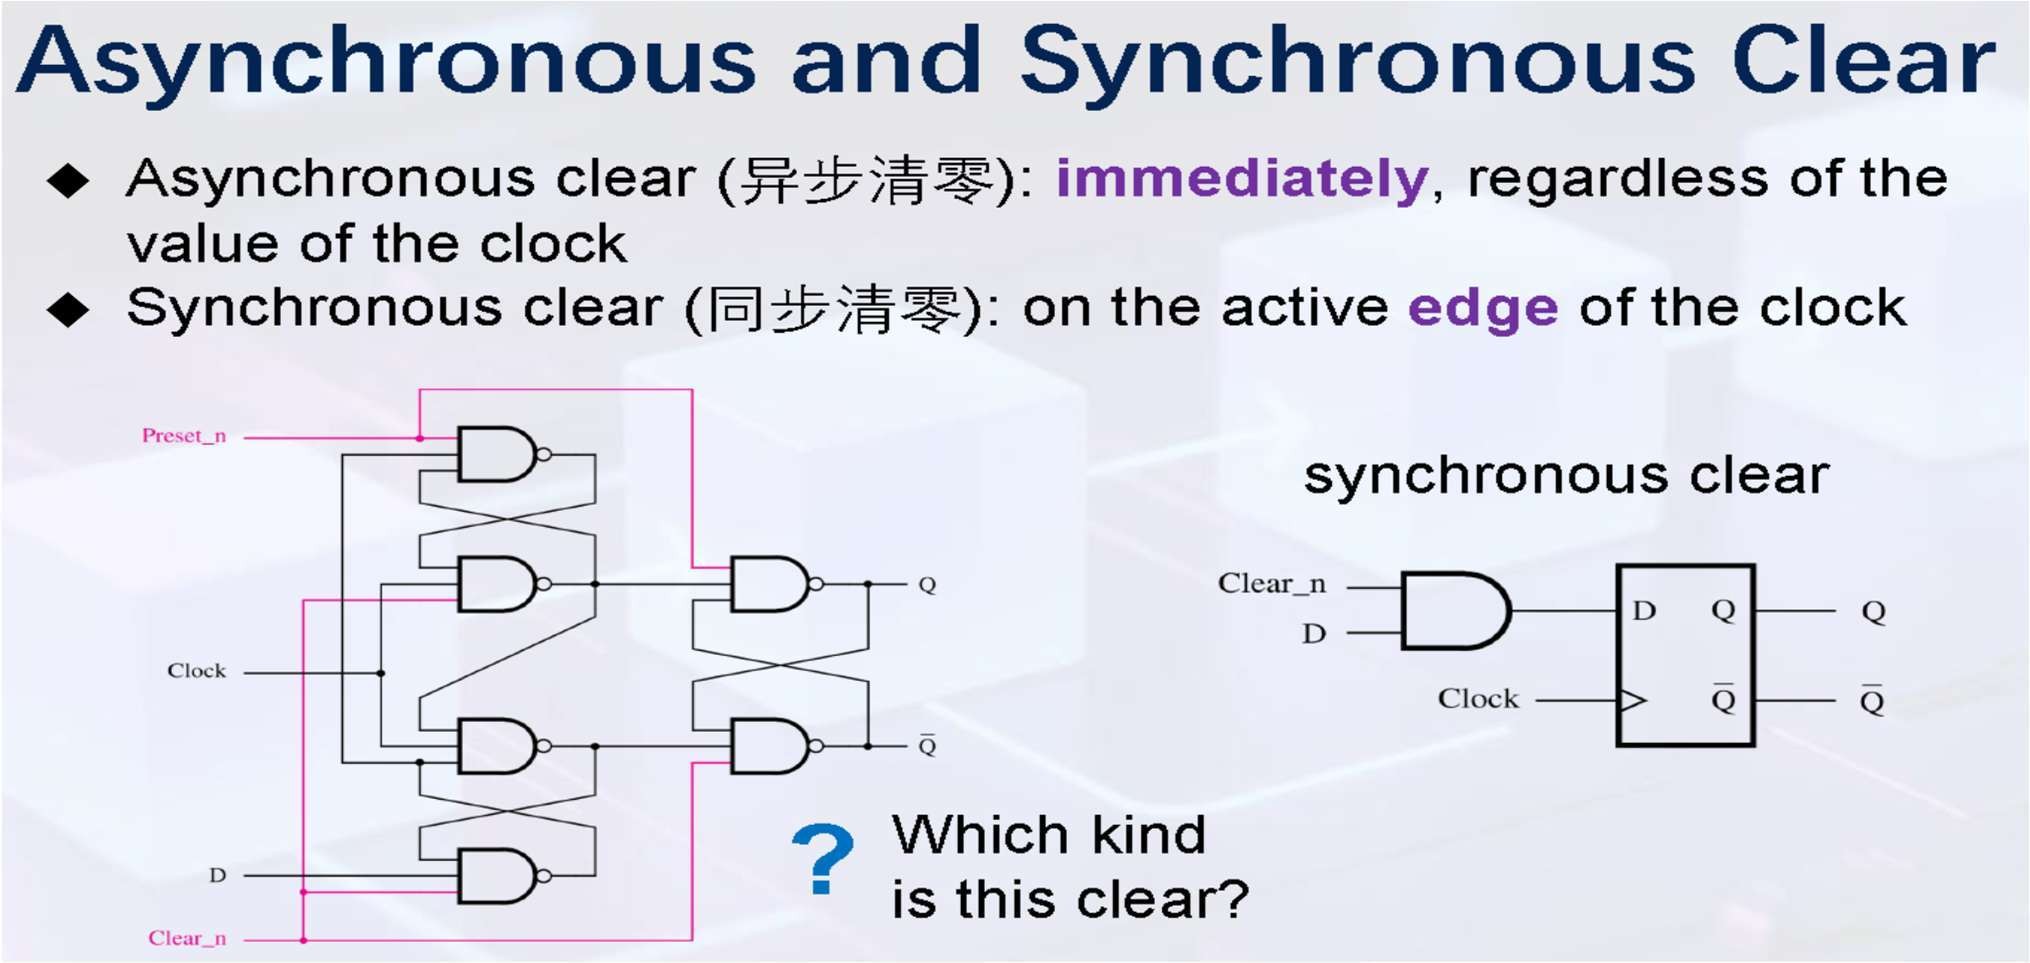 Asynchronous and Synchronous Clear
◆ Asynchronous clear (异步清零): immediately, regardless of the
value of the clock
◆ Synchronous clear (同步清零): on the active edge of the clock
Preset_n
Clock
D
Clear_n
Q
Q̅
? Which kind
is this clear?
synchronous clear
Clear_n
D
Clock
D Q
Q̅
Q
Q̅